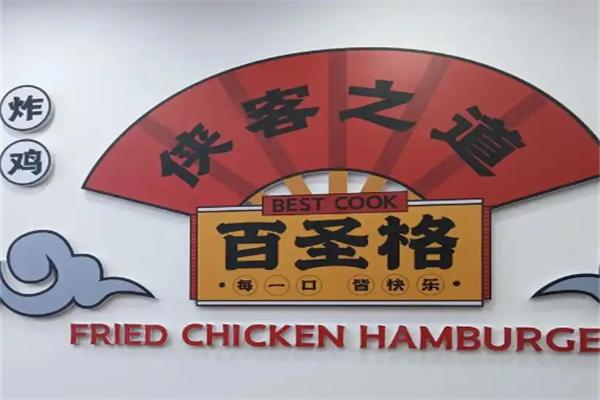 炸鸡
侠客之道
BEST COOK
百圣格
·每一口 皆快乐·
FRIED CHICKEN HAMBURGE